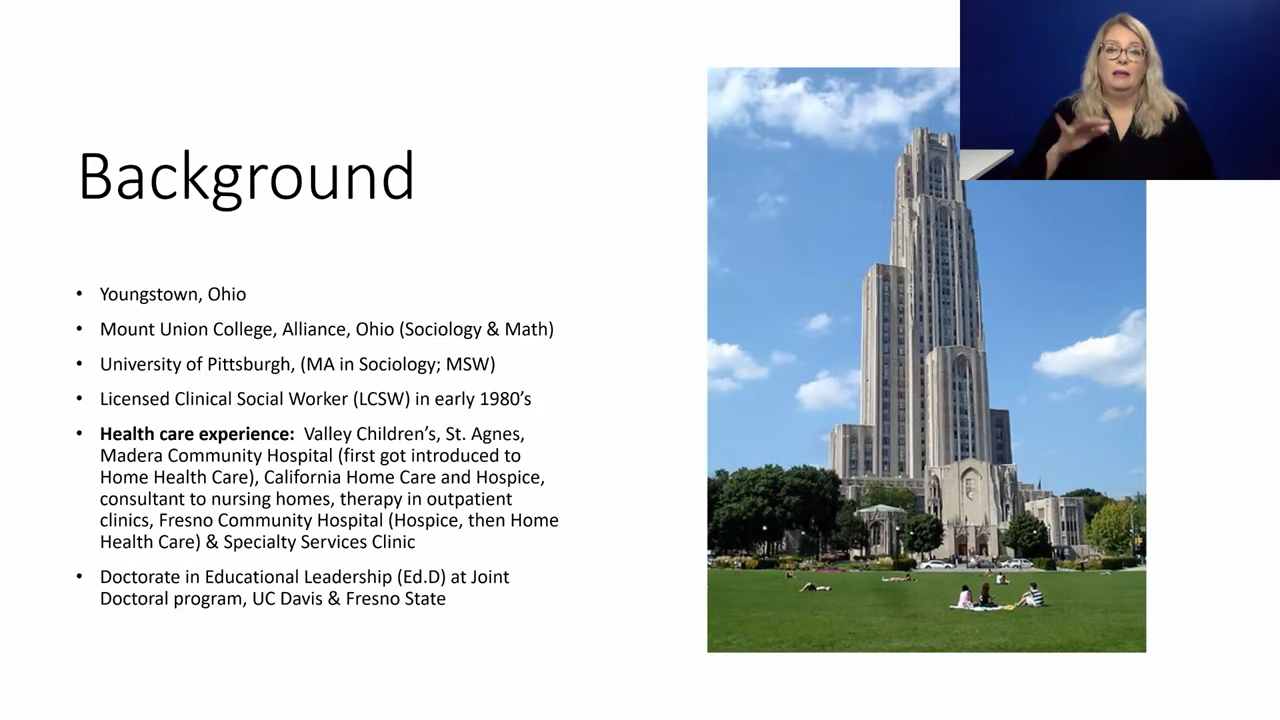 Background
• Youngstown, Ohio
• Mount Union College, Alliance, Ohio (Sociology & Math)
• University of Pittsburgh, (MA in Sociology; MSW)
• Licensed Clinical Social Worker (LCSW) in early 1980’s
• Health care experience:  Valley Children’s, St. Agnes,
Madera Community Hospital (first got introduced to
Home Health Care), California Home Care and Hospice,
consultant to nursing homes, therapy in outpatient
clinics, Fresno Community Hospital (Hospice, then Home
Health Care) & Specialty Services Clinic
• Doctorate in Educational Leadership (Ed.D) at Joint
Doctoral program, UC Davis & Fresno State